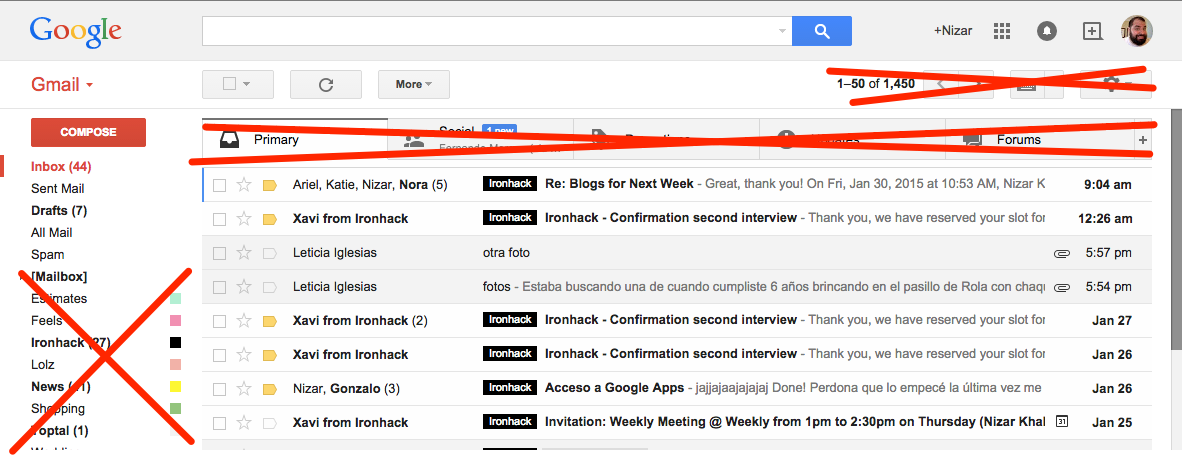 Google
+Nizar
Gmail
More
1–50 of 1,450
COMPOSE
Primary
Social 1 new
Forums
+
Inbox (44)
Sent Mail
Drafts (7)
All Mail
Spam
[Mailbox]
Estimates
Feels
Ironhack (27)
Lolz
News
Shopping
Toptal (1)
Ariel, Katie, Nizar, Nora (5) Ironhack Re: Blogs for Next Week - Great, thank you! On Fri, Jan 30, 2015 at 10:53 AM, Nizar K 9:04 am
Xavi from Ironhack Ironhack Ironhack - Confirmation second interview - Thank you, we have reserved your slot for 12:26 am
Leticia Iglesias otra foto 5:57 pm
Leticia Iglesias fotos - Estaba buscando una de cuando cumpliste 6 años brincando en el pasillo de Rola con chaq 5:54 pm
Xavi from Ironhack (2) Ironhack Ironhack - Confirmation second interview - Thank you, we have reserved your slot for Jan 27
Xavi from Ironhack Ironhack Ironhack - Confirmation second interview - Thank you, we have reserved your slot for Jan 26
Nizar, Gonzalo (3) Ironhack Acceso a Google Apps - jajjajaajajajaj Done! Perdona que lo empecé la última vez me Jan 26
Xavi from Ironhack Ironhack Invitation: Weekly Meeting @ Weekly from 1pm to 2:30pm on Thursday (Nizar Khal 31 Jan 25